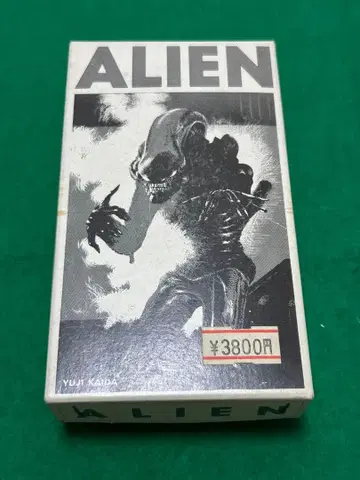 ALIEN
¥3800円
YUJI KAIDA
ALIEN